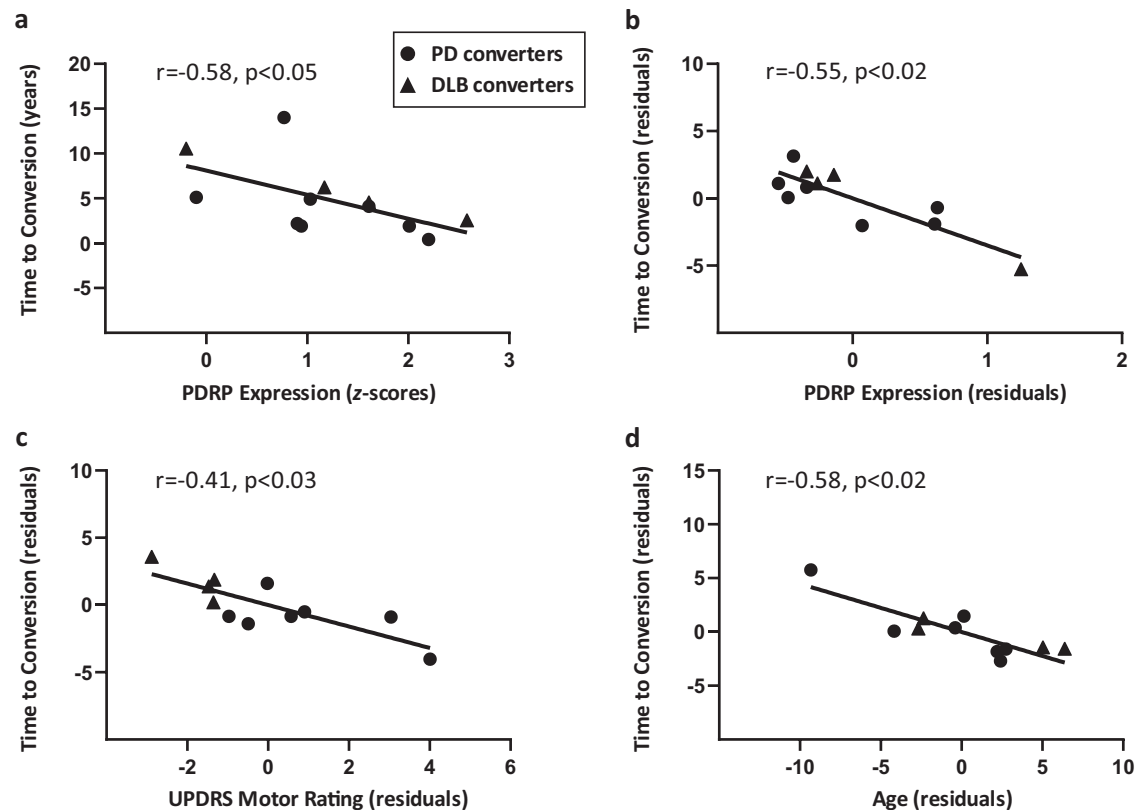 a
r=-0.58, p<0.05
PD converters
DLB converters
Time to Conversion (years)
20
15
10
5
0
-5
0 1 2 3
PDRP Expression (z-scores)
b
r=-0.55, p<0.02
Time to Conversion (residuals)
10
5
0
-5
0 1 2
PDRP Expression (residuals)
c
r=-0.41, p<0.03
Time to Conversion (residuals)
10
5
0
-5
-2 0 2 4 6
UPDRS Motor Rating (residuals)
d
r=-0.58, p<0.02
Time to Conversion (residuals)
15
10
5
0
-5
-10 -5 0 5 10
Age (residuals)